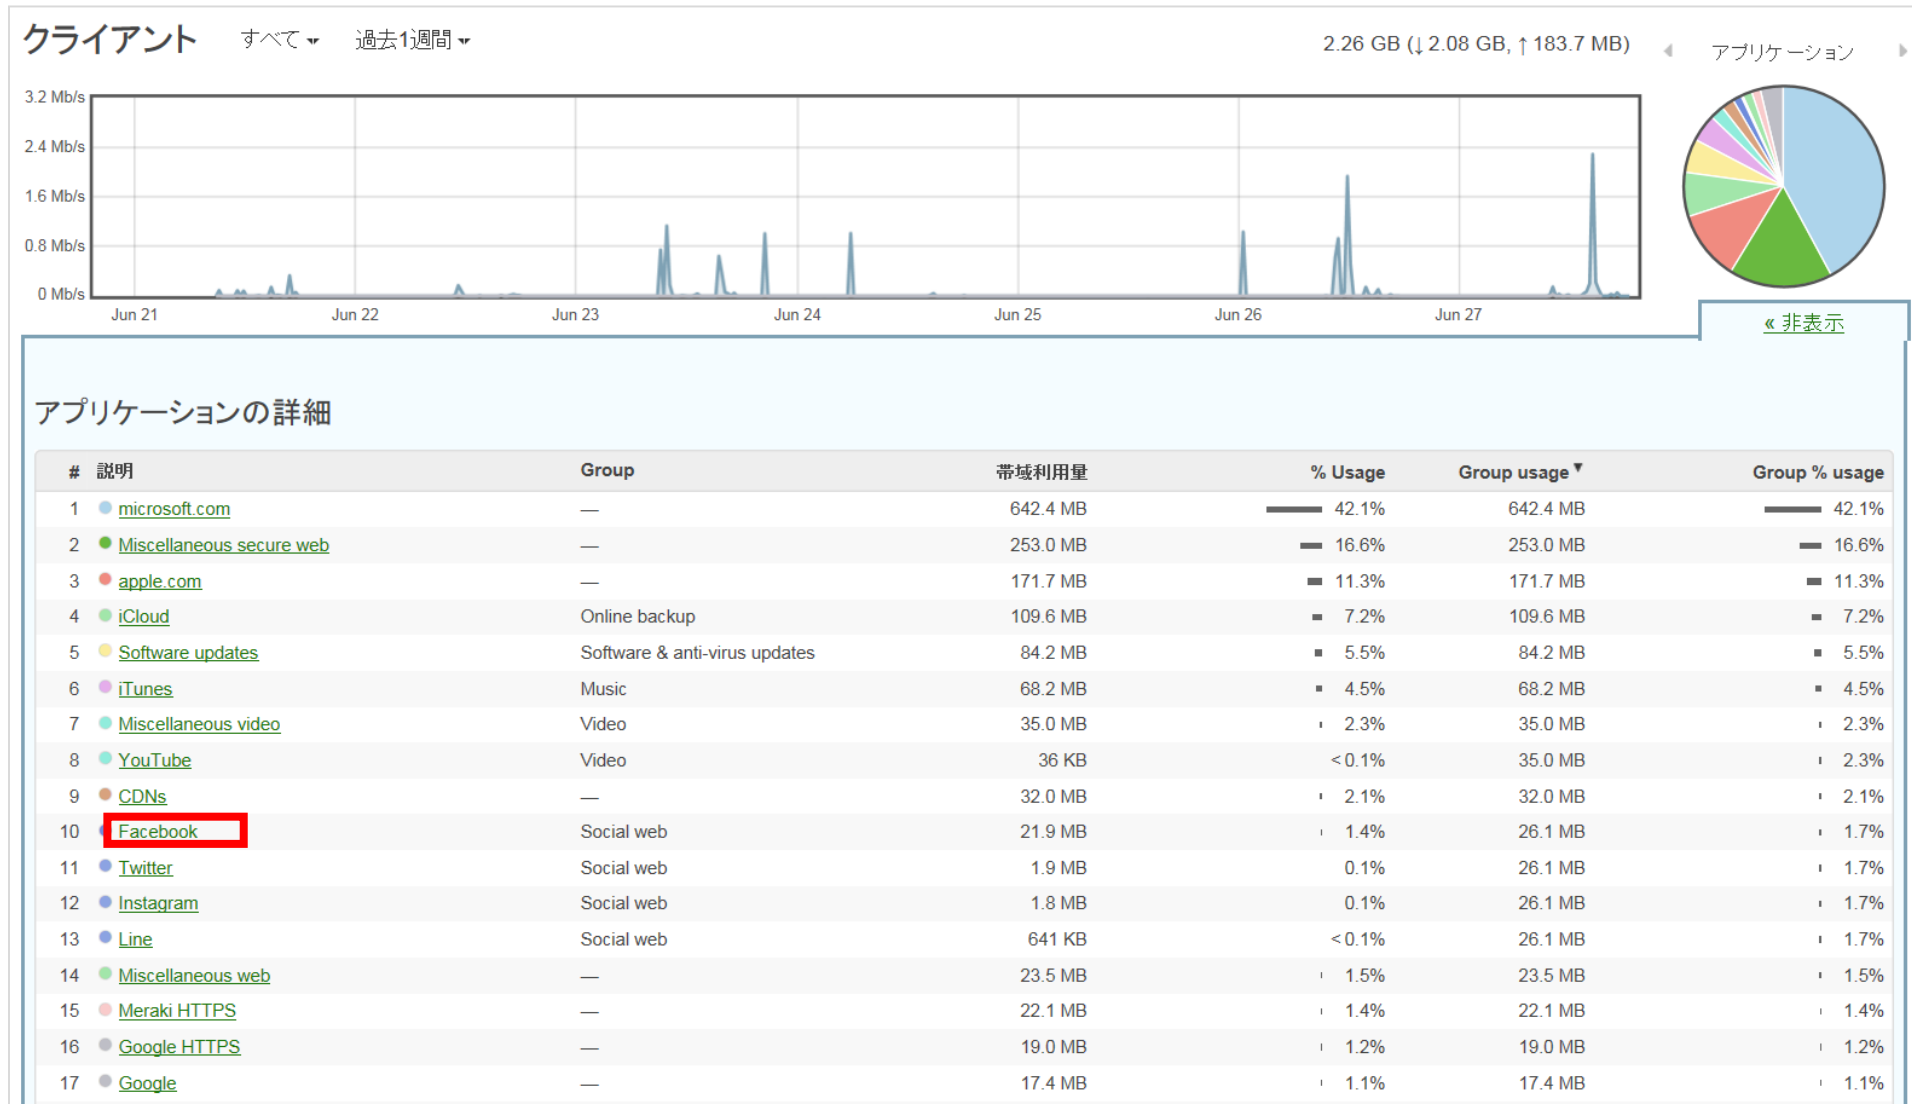 クライアント すべて 過去1週間 2.26 GB (↓ 2.08 GB, ↑ 183.7 MB) アプリケーション
3.2 Mb/s
2.4 Mb/s
1.6 Mb/s
0.8 Mb/s
0 Mb/s
Jun 21 Jun 22 Jun 23 Jun 24 Jun 25 Jun 26 Jun 27
« 非表示
アプリケーションの詳細
# 説明 Group 帯域利用量 % Usage Group usage ▼ Group % usage
1 microsoft.com — 642.4 MB 42.1% 642.4 MB 42.1%
2 Miscellaneous secure web — 253.0 MB 16.6% 253.0 MB 16.6%
3 apple.com — 171.7 MB 11.3% 171.7 MB 11.3%
4 iCloud Online backup 109.6 MB 7.2% 109.6 MB 7.2%
5 Software updates Software & anti-virus updates 84.2 MB 5.5% 84.2 MB 5.5%
6 iTunes Music 68.2 MB 4.5% 68.2 MB 4.5%
7 Miscellaneous video Video 35.0 MB 2.3% 35.0 MB 2.3%
8 YouTube Video 36 KB < 0.1% 35.0 MB 2.3%
9 CDNs — 32.0 MB 2.1% 32.0 MB 2.1%
10 Facebook Social web 21.9 MB 1.4% 26.1 MB 1.7%
11 Twitter Social web 1.9 MB 0.1% 26.1 MB 1.7%
12 Instagram Social web 1.8 MB 0.1% 26.1 MB 1.7%
13 Line Social web 641 KB < 0.1% 26.1 MB 1.7%
14 Miscellaneous web — 23.5 MB 1.5% 23.5 MB 1.5%
15 Meraki HTTPS — 22.1 MB 1.4% 22.1 MB 1.4%
16 Google HTTPS — 19.0 MB 1.2% 19.0 MB 1.2%
17 Google — 17.4 MB 1.1% 17.4 MB 1.1%